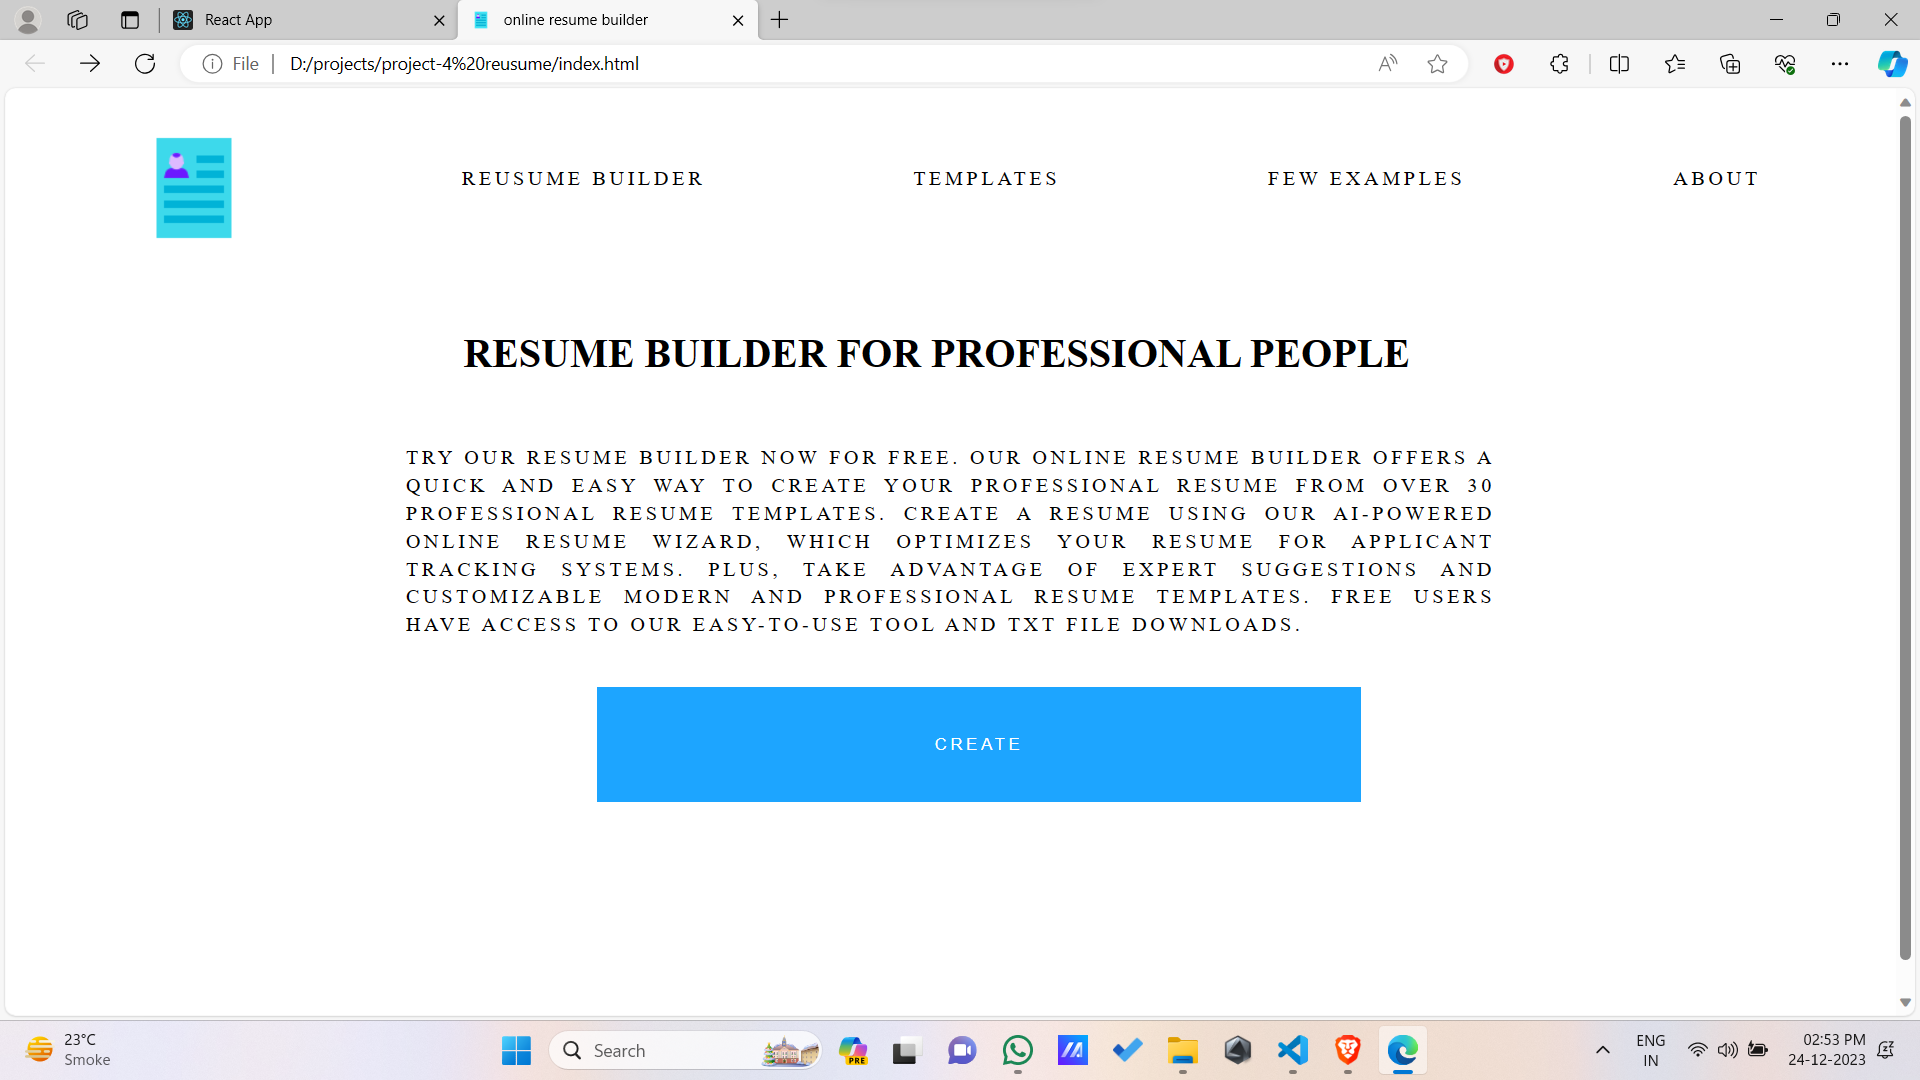 React App
online resume builder
File
D:/projects/project-4%20reusume/index.html
REUSUME BUILDER
TEMPLATES
FEW EXAMPLES
ABOUT
RESUME BUILDER FOR PROFESSIONAL PEOPLE
TRY OUR RESUME BUILDER NOW FOR FREE. OUR ONLINE RESUME BUILDER OFFERS A
QUICK AND EASY WAY TO CREATE YOUR PROFESSIONAL RESUME FROM OVER 30
PROFESSIONAL RESUME TEMPLATES. CREATE A RESUME USING OUR AI-POWERED
ONLINE RESUME WIZARD, WHICH OPTIMIZES YOUR RESUME FOR APPLICANT
TRACKING SYSTEMS. PLUS, TAKE ADVANTAGE OF EXPERT SUGGESTIONS AND
CUSTOMIZABLE MODERN AND PROFESSIONAL RESUME TEMPLATES. FREE USERS
HAVE ACCESS TO OUR EASY-TO-USE TOOL AND TXT FILE DOWNLOADS.
CREATE
23°C
Smoke
Search
PRE
ENG
IN
02:53 PM
24-12-2023